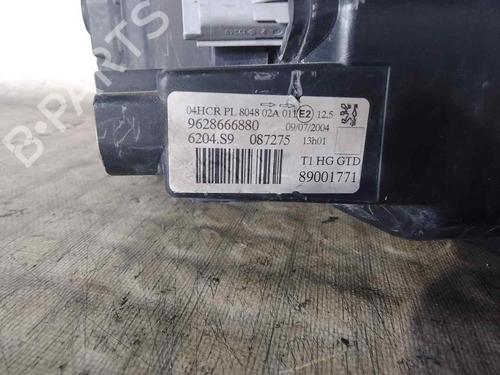 04HCR PL 8048 02A 011 E2 12.5
9628666880 09/07/2004
6204.S9 087275 13h01
T1 HG GTD
89001771
B-PARTS